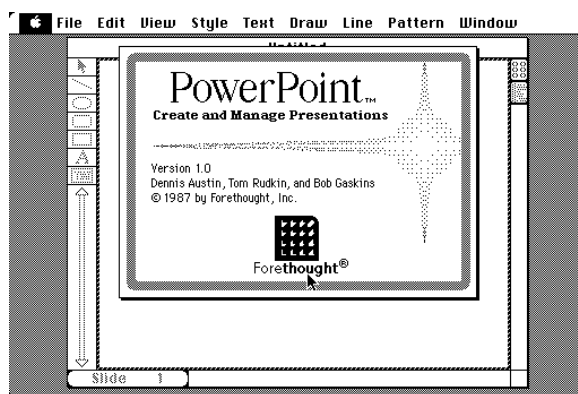 File Edit View Style Text Draw Line Pattern Window
Untitled
PowerPoint™
Create and Manage Presentations
Version 1.0
Dennis Austin, Tom Rudkin, and Bob Gaskins
© 1987 by Forethought, Inc.
Forethought®
A
Slide 1